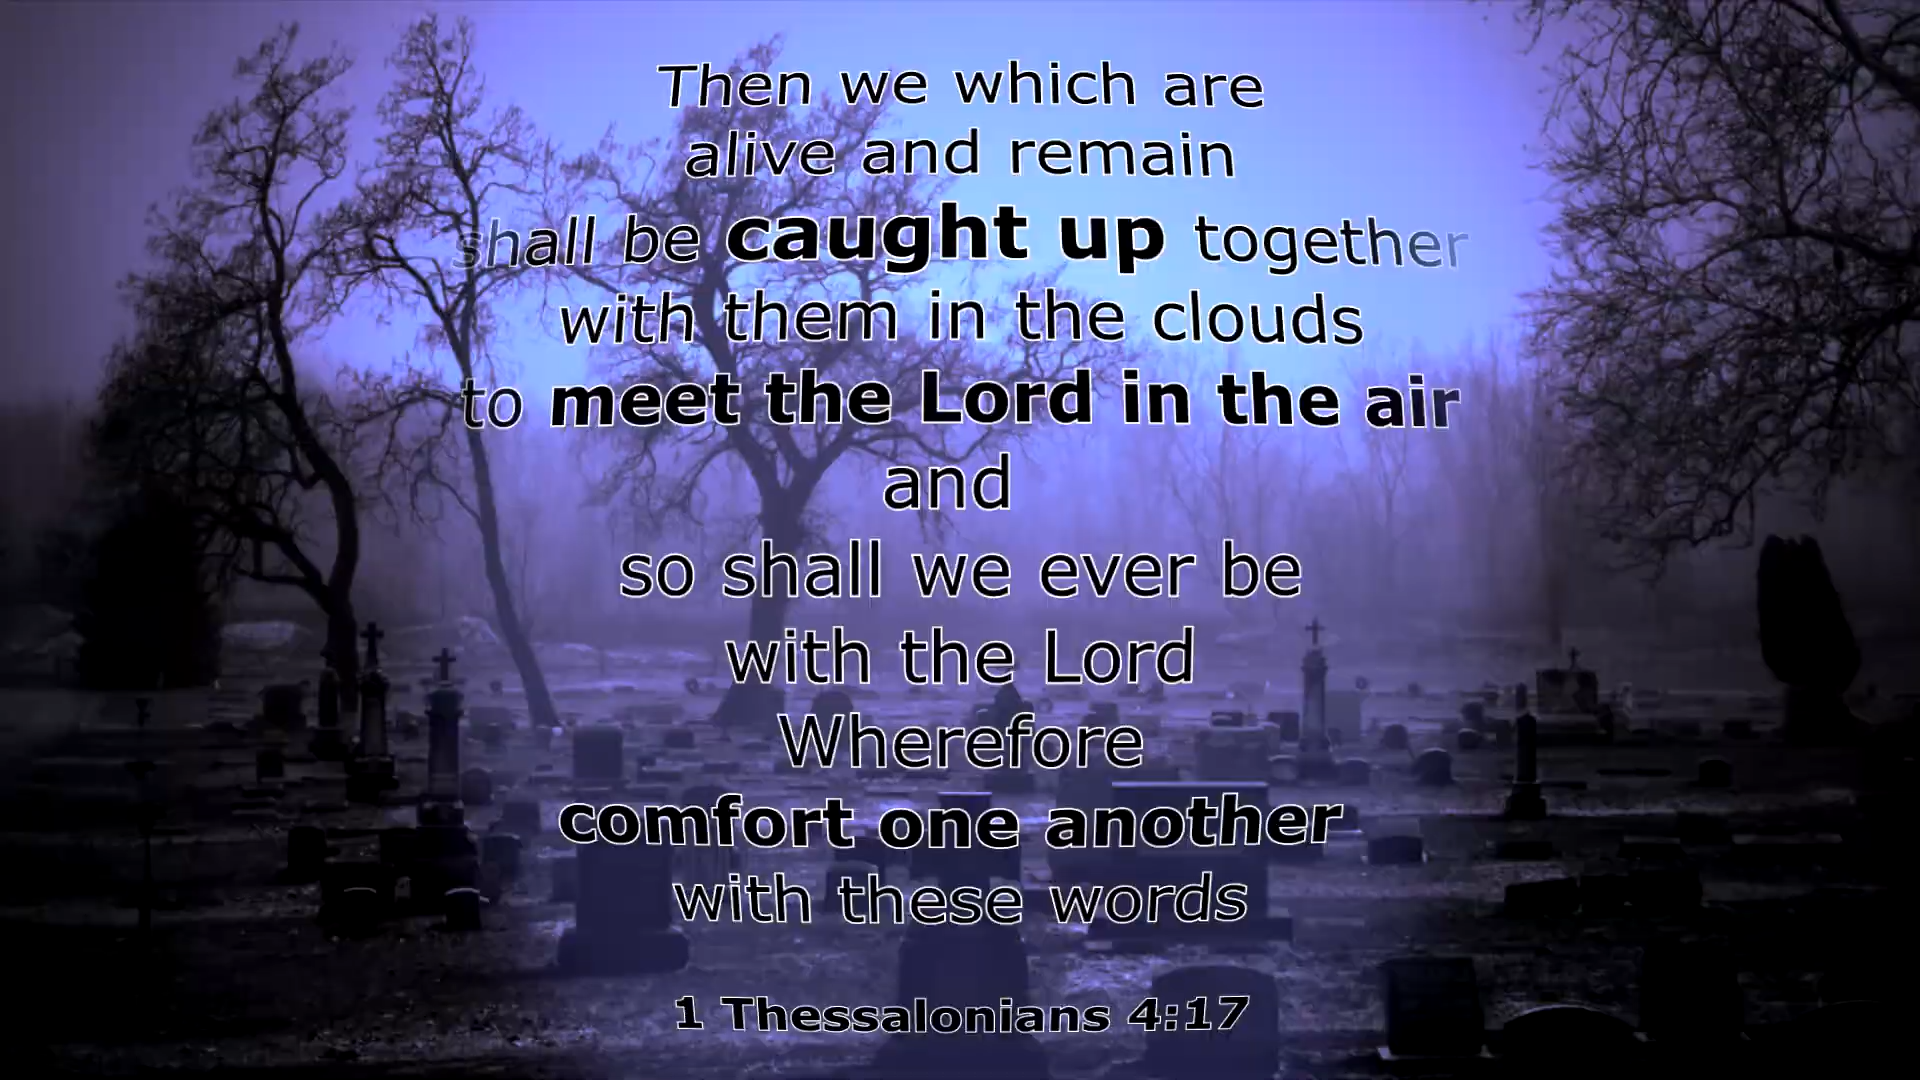 Then we which are
alive and remain
shall be caught up together
with them in the clouds
to meet the Lord in the air
and
so shall we ever be
with the Lord
Wherefore
comfort one another
with these words
1 Thessalonians 4:17